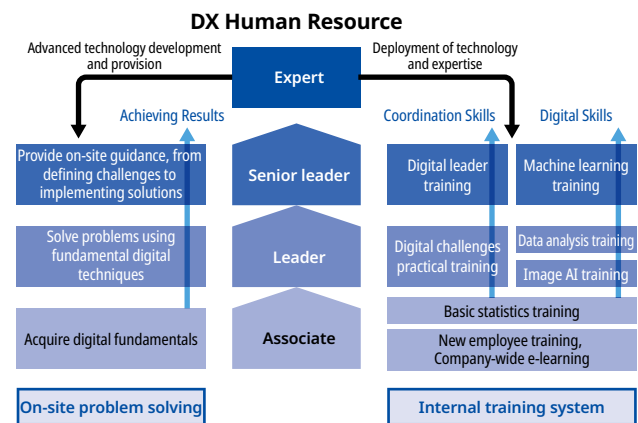 DX Human Resource
Advanced technology development
and provision
Expert
Deployment of technology
and expertise
Achieving Results
Coordination Skills
Digital Skills
Provide on-site guidance, from
defining challenges to
implementing solutions
Senior leader
Digital leader
training
Machine learning
training
Solve problems using
fundamental digital
techniques
Leader
Digital challenges
practical training
Data analysis training
Image AI training
Acquire digital fundamentals
Associate
Basic statistics training
New employee training,
Company-wide e-learning
On-site problem solving
Internal training system